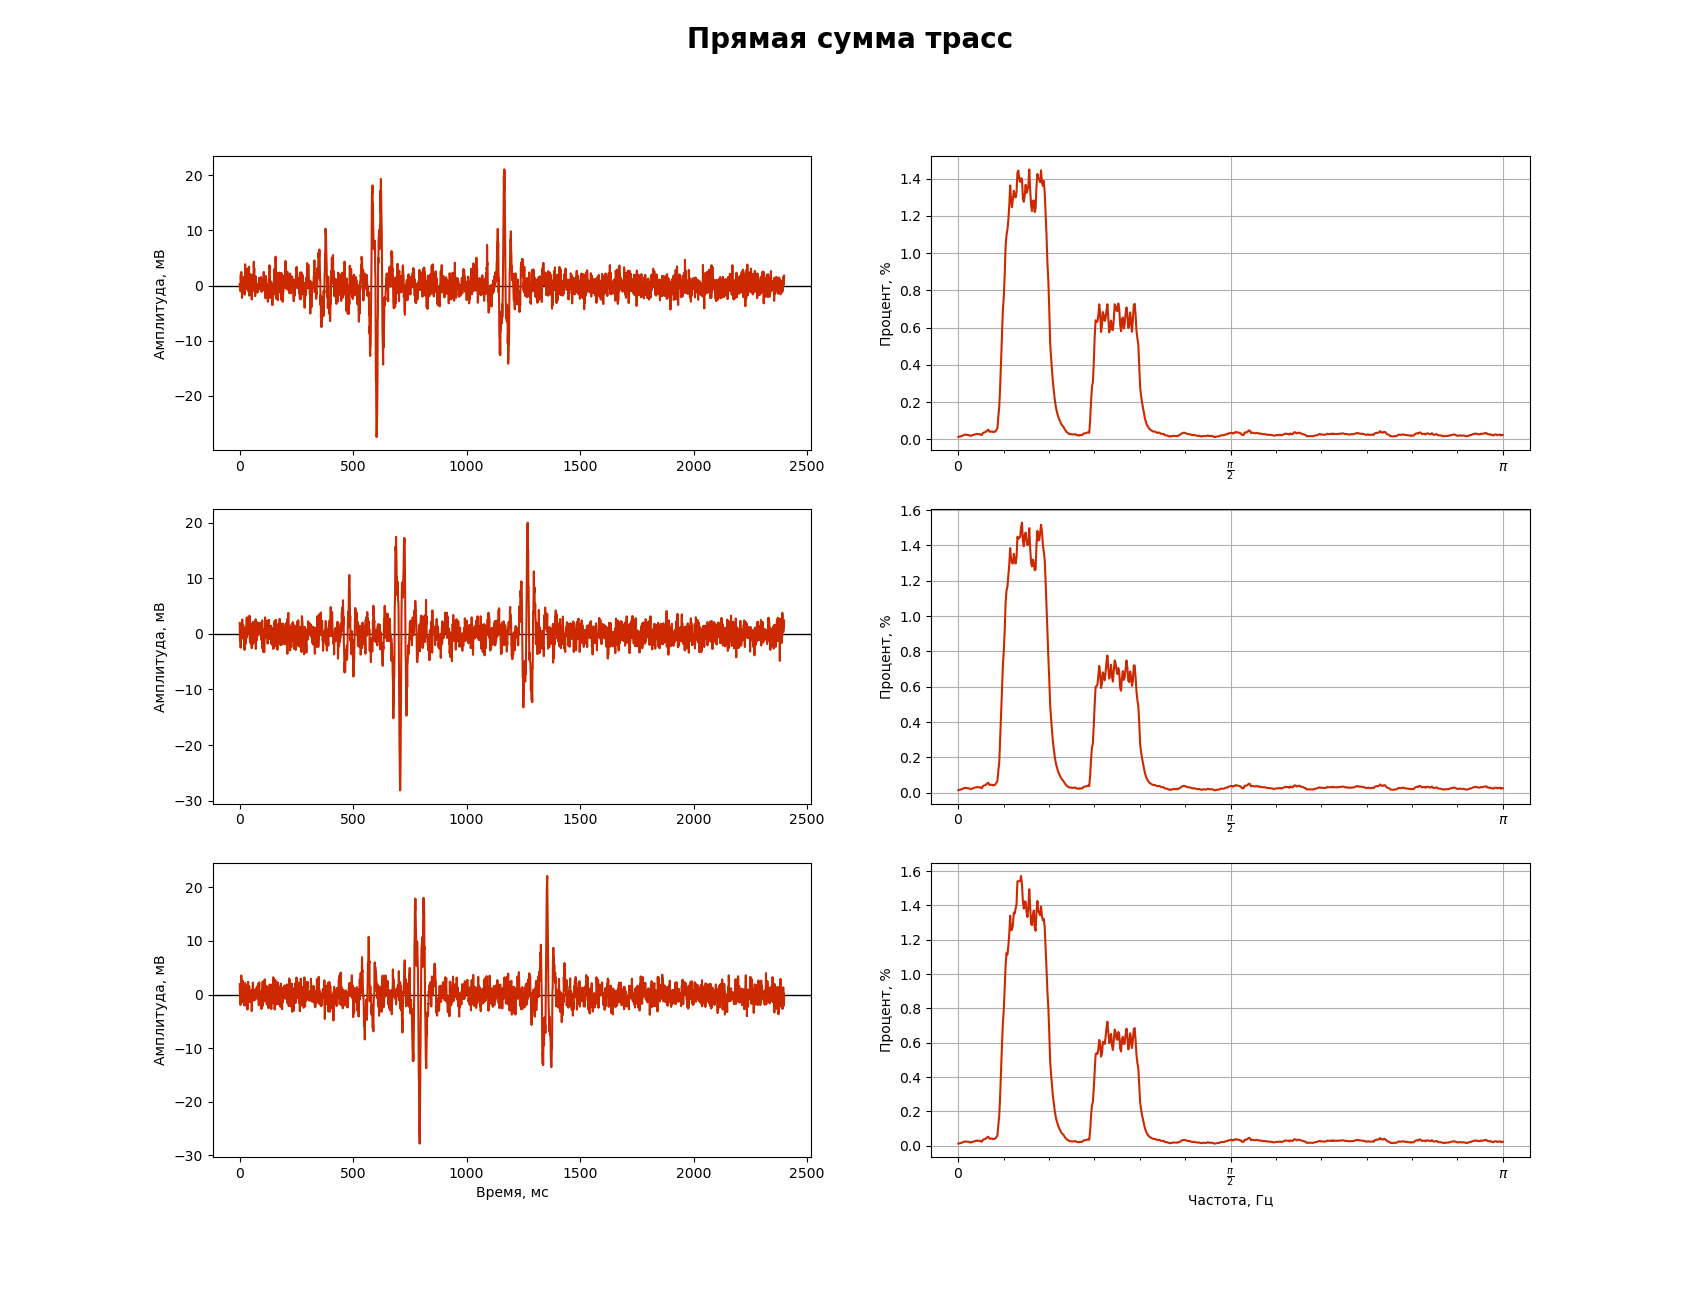 Прямая сумма трасс
Амплитуда, мВ
20
10
0
−10
−20
0 500 1000 1500 2000 2500
Процент, %
1.4
1.2
1.0
0.8
0.6
0.4
0.2
0.0
0 π/2 π
Амплитуда, мВ
20
10
0
−10
−20
−30
0 500 1000 1500 2000 2500
Процент, %
1.6
1.4
1.2
1.0
0.8
0.6
0.4
0.2
0.0
0 π/2 π
Амплитуда, мВ
20
10
0
−10
−20
−30
0 500 1000 1500 2000 2500
Время, мс
Процент, %
1.6
1.4
1.2
1.0
0.8
0.6
0.4
0.2
0.0
0 π/2 π
Частота, Гц